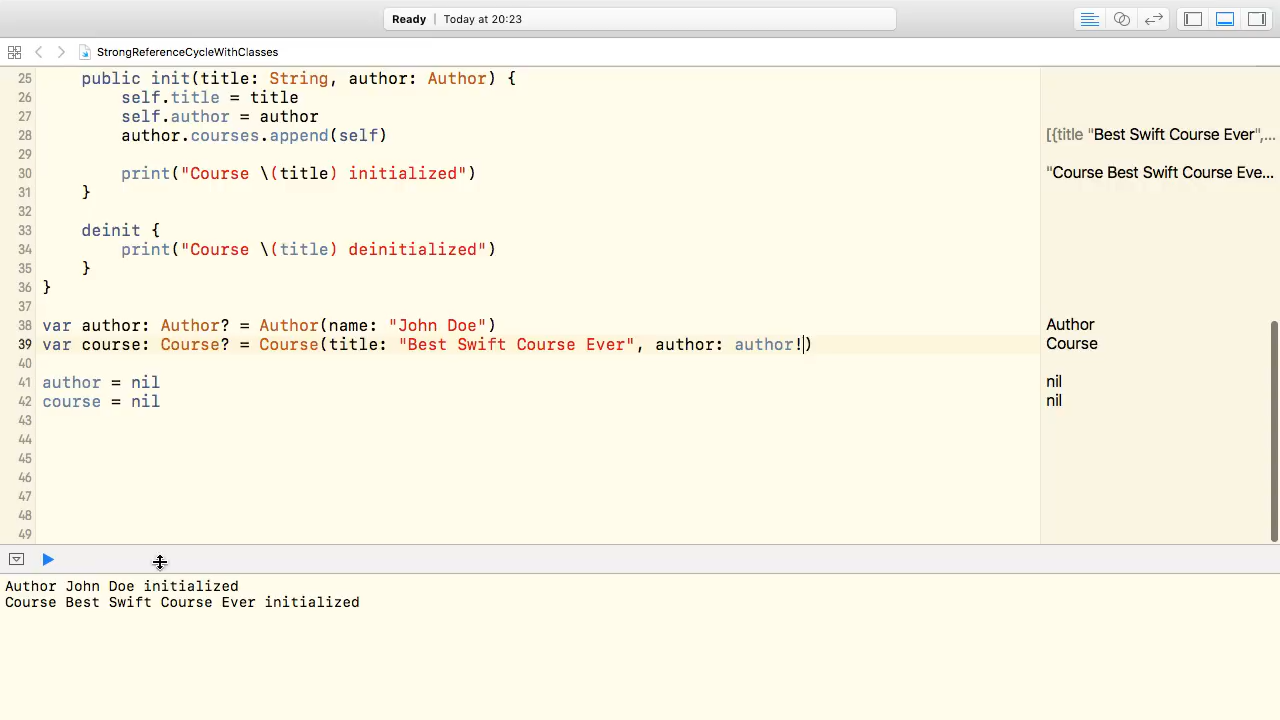 Ready | Today at 20:23
StrongReferenceCycleWithClasses
25 public init(title: String, author: Author) {
26 self.title = title
27 self.author = author
28 author.courses.append(self) [{title "Best Swift Course Ever",...
29
30 print("Course \(title) initialized") "Course Best Swift Course Eve...
31 }
32
33 deinit {
34 print("Course \(title) deinitialized")
35 }
36 }
37
38 var author: Author? = Author(name: "John Doe") Author
39 var course: Course? = Course(title: "Best Swift Course Ever", author: author!) Course
40
41 author = nil nil
42 course = nil nil
43
44
45
46
47
48
49
Author John Doe initialized
Course Best Swift Course Ever initialized